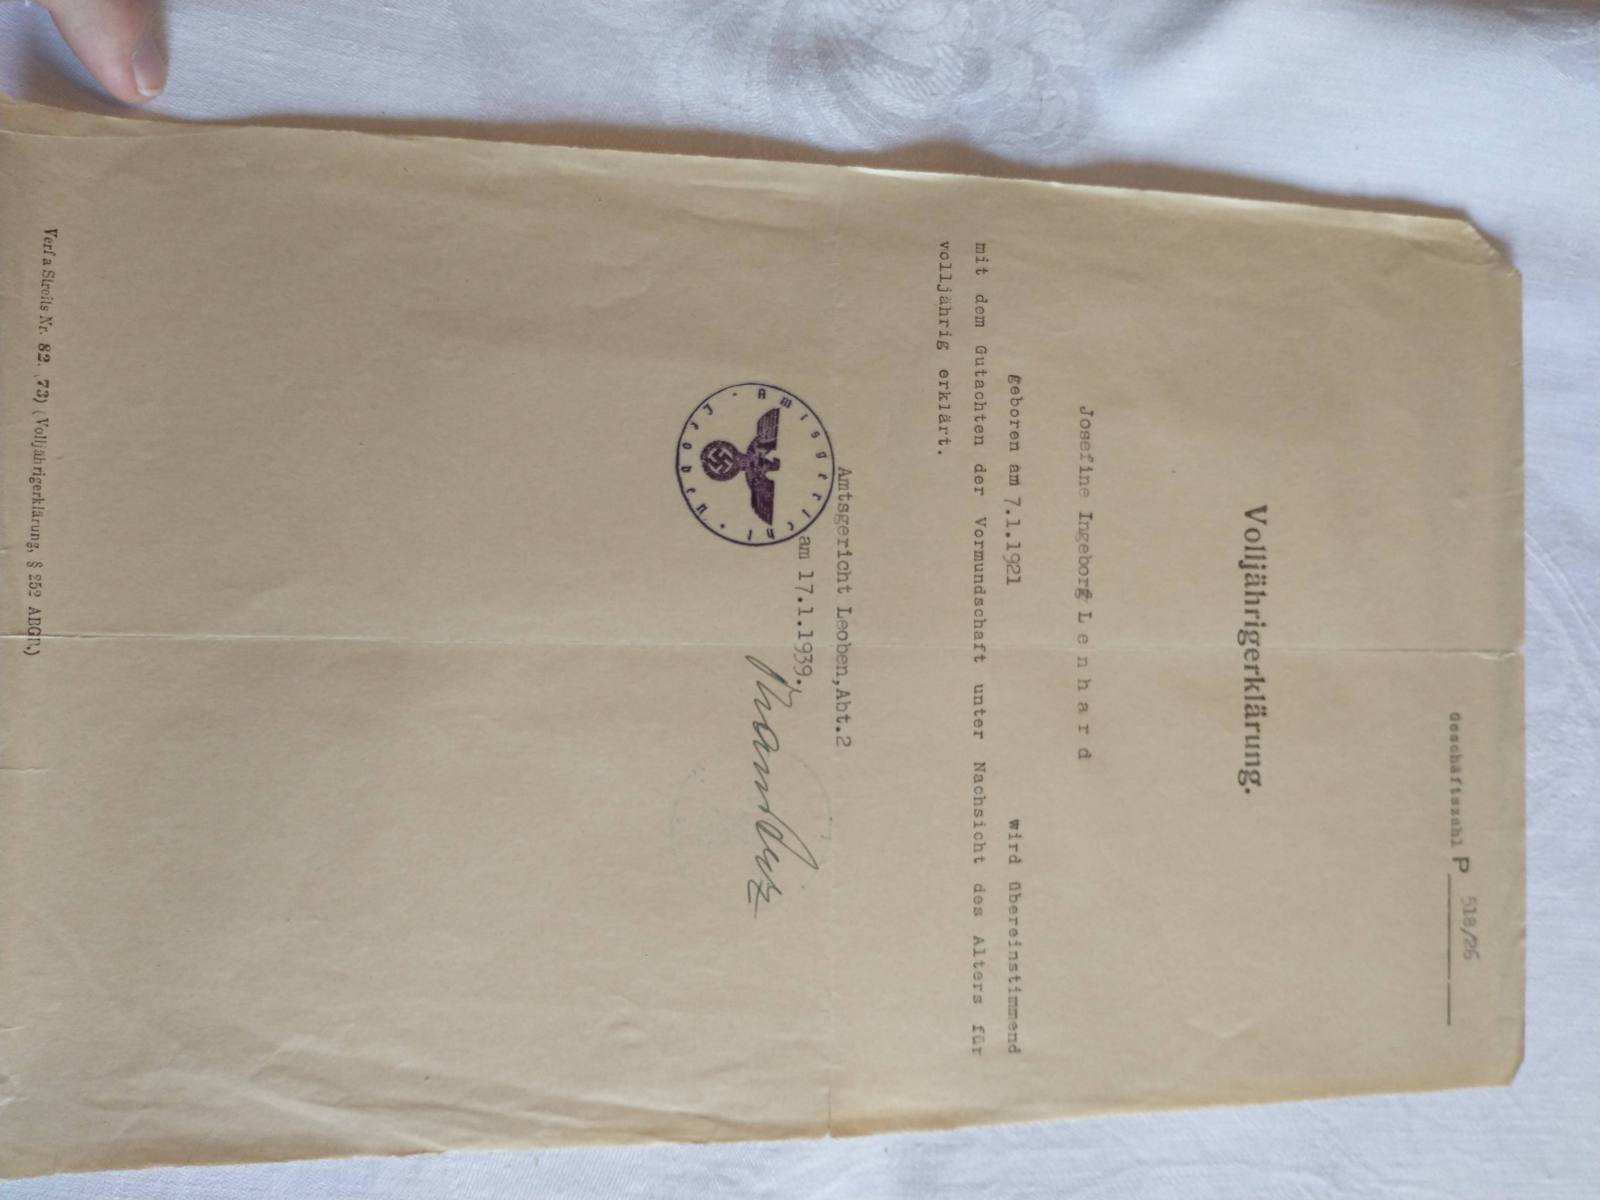 Geschäftszahl P 518/26
Volljährigerklärung.
Josefine Ingeborg L e n h a r d
geboren am 7.1.1921 wird übereinstimmend
mit dem Gutachten der Vormundschaft unter Nachsicht des Alters für
volljährig erklärt.
Amtsgericht Leoben,Abt.2
am 17.1.1939.
Amtsgericht Leoben
Nr. 82. (73) (Volljährigerklärung, § 252 ABGB.)